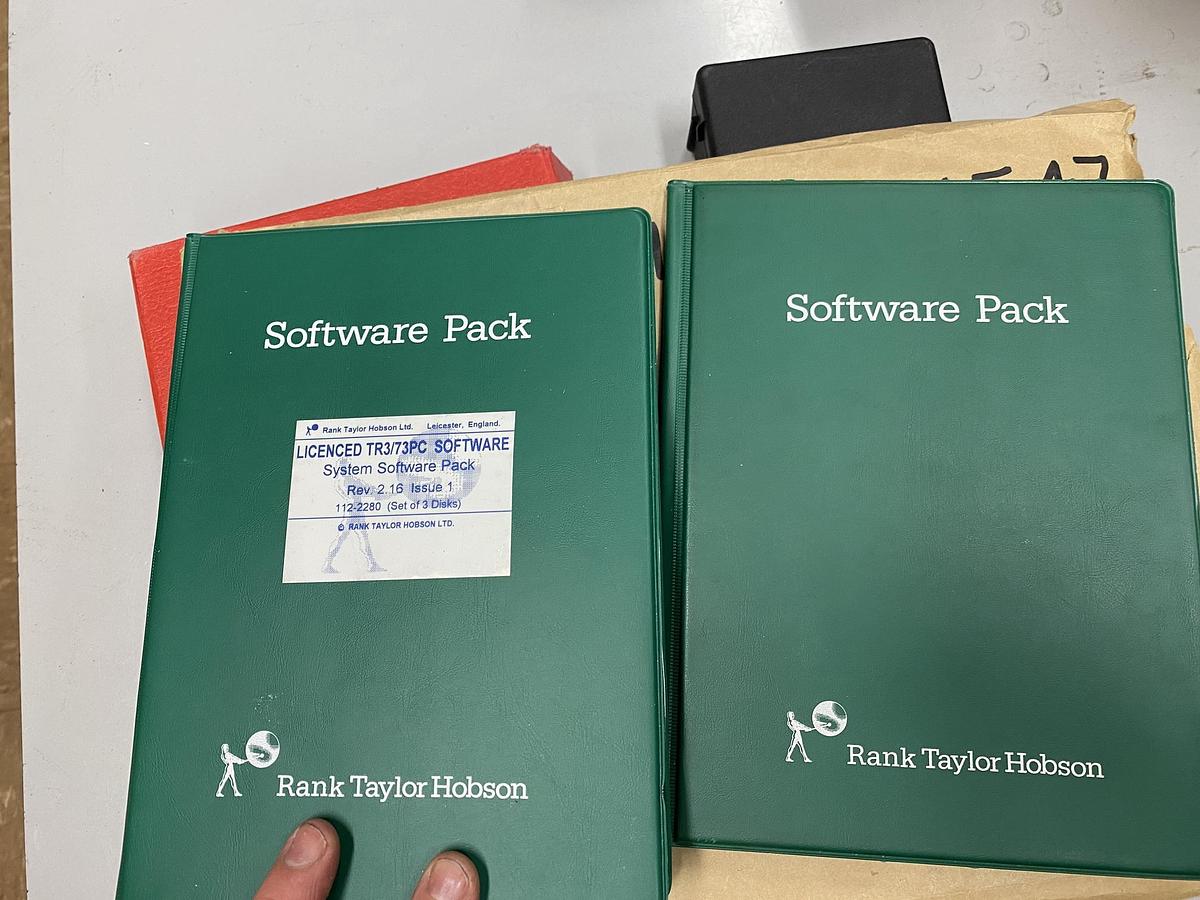 Software Pack
Rank Taylor Hobson Ltd. Leicester, England.
LICENCED TR3/73PC SOFTWARE
System Software Pack
Rev. 2.16 Issue 1
112-2280 (Set of 3 Disks)
© RANK TAYLOR HOBSON LTD.
Rank Taylor Hobson
Software Pack
Rank Taylor Hobson